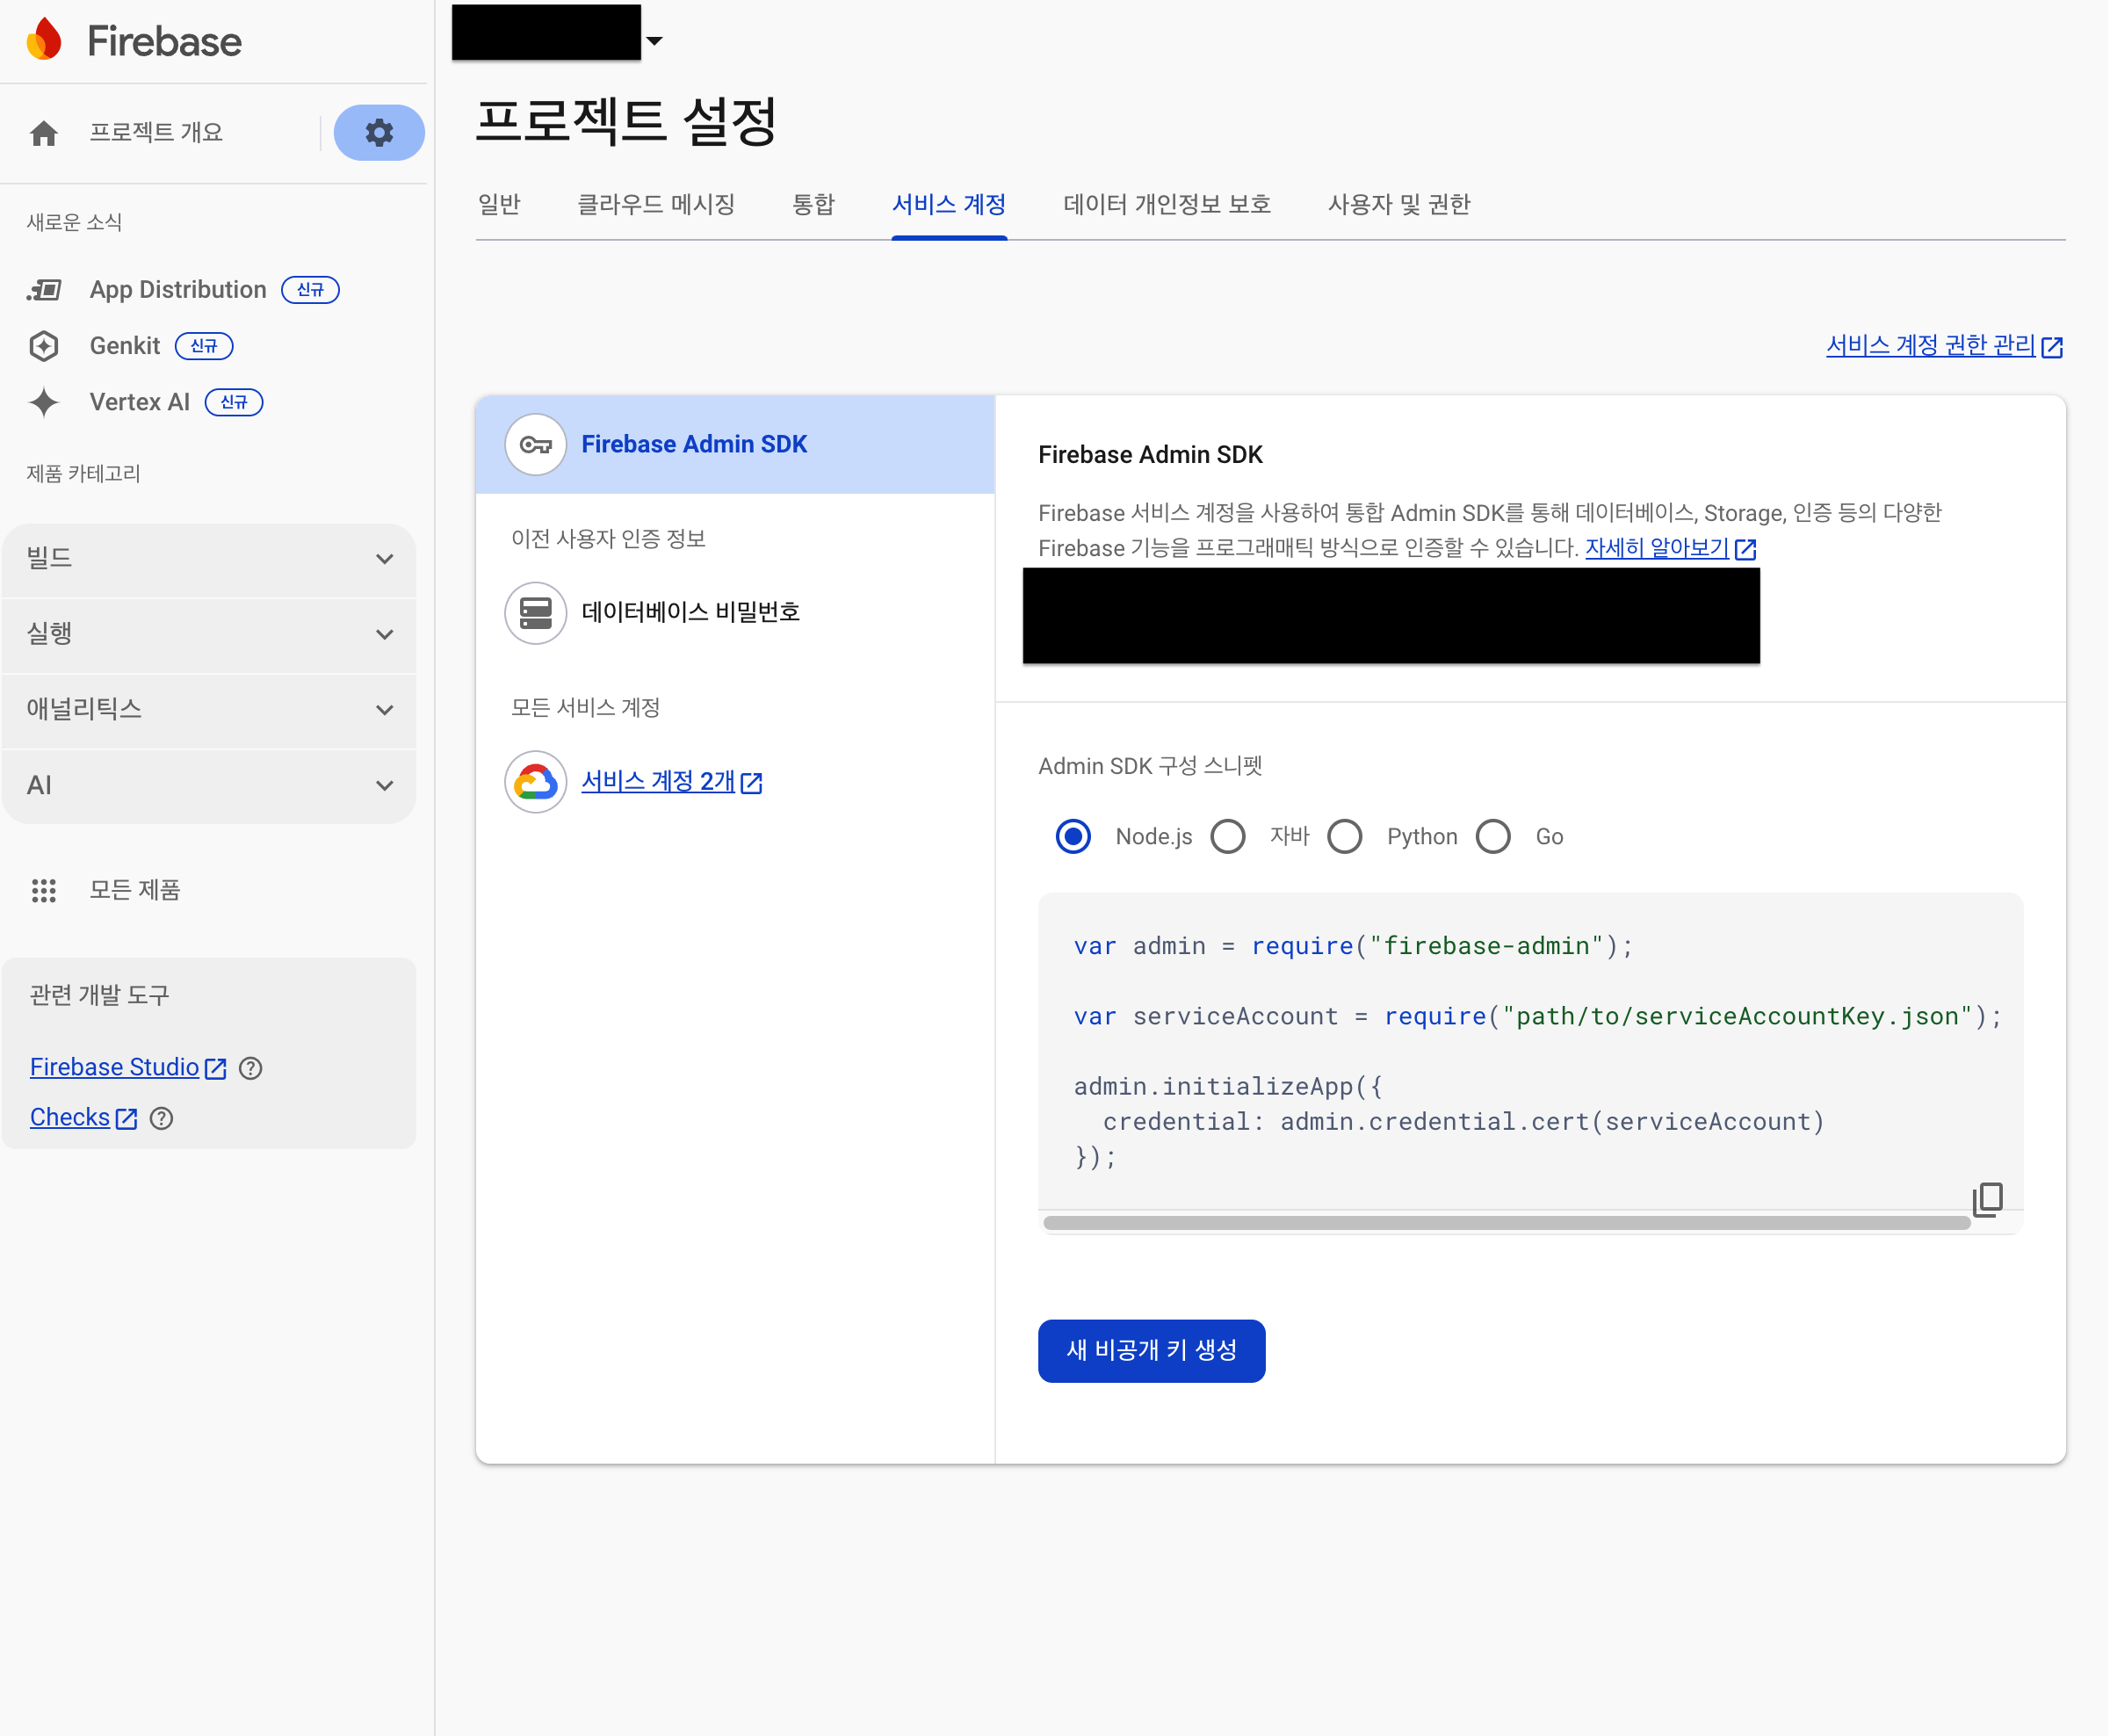 Firebase
프로젝트 개요
새로운 소식
App Distribution 신규
Genkit 신규
Vertex AI 신규
제품 카테고리
빌드
실행
애널리틱스
AI
모든 제품
관련 개발 도구
Firebase Studio
Checks
프로젝트 설정
일반 클라우드 메시징 통합 서비스 계정 데이터 개인정보 보호 사용자 및 권한
서비스 계정 권한 관리
Firebase Admin SDK
이전 사용자 인증 정보
데이터베이스 비밀번호
모든 서비스 계정
서비스 계정 2개
Firebase Admin SDK
Firebase 서비스 계정을 사용하여 통합 Admin SDK를 통해 데이터베이스, Storage, 인증 등의 다양한
Firebase 기능을 프로그래매틱 방식으로 인증할 수 있습니다. 자세히 알아보기
Admin SDK 구성 스니펫
Node.js 자바 Python Go
var admin = require("firebase-admin");
var serviceAccount = require("path/to/serviceAccountKey.json");
admin.initializeApp({
  credential: admin.credential.cert(serviceAccount)
});
새 비공개 키 생성